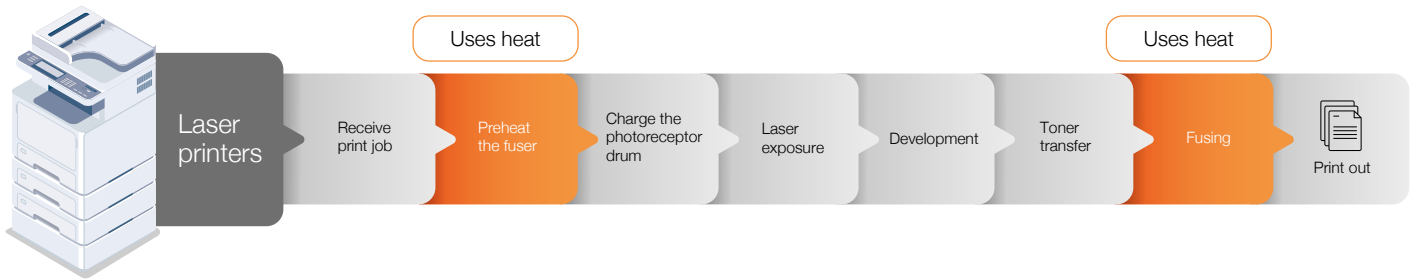 Uses heat
Uses heat
Laser
printers
Receive
print job
Preheat
the fuser
Charge the
photoreceptor
drum
Laser
exposure
Development
Toner
transfer
Fusing
Print out